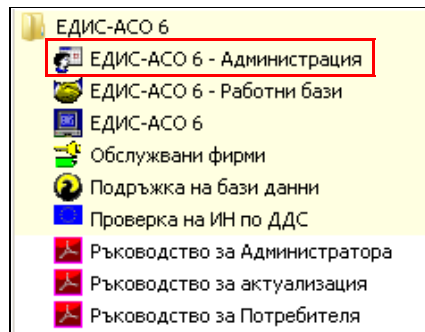 ЕДИС-АСО 6
ЕДИС-АСО 6 - Администрация
ЕДИС-АСО 6 - Работни бази
ЕДИС-АСО 6
Обслужвани фирми
Подръжка на бази данни
Проверка на ИН по ДДС
Ръководство за Администратора
Ръководство за актуализация
Ръководство за Потребителя